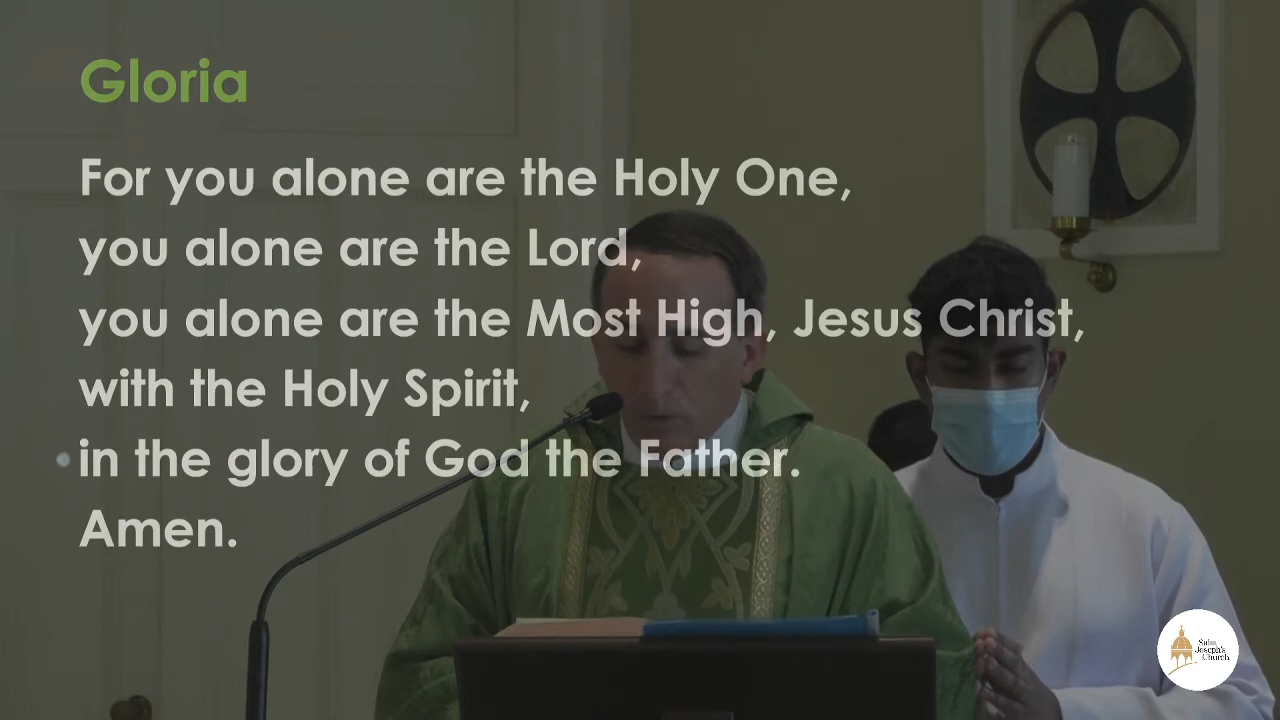 Gloria
For you alone are the Holy One,
you alone are the Lord,
you alone are the Most High, Jesus Christ,
with the Holy Spirit,
in the glory of God the Father.
Amen.
Saint
Joseph's
Church